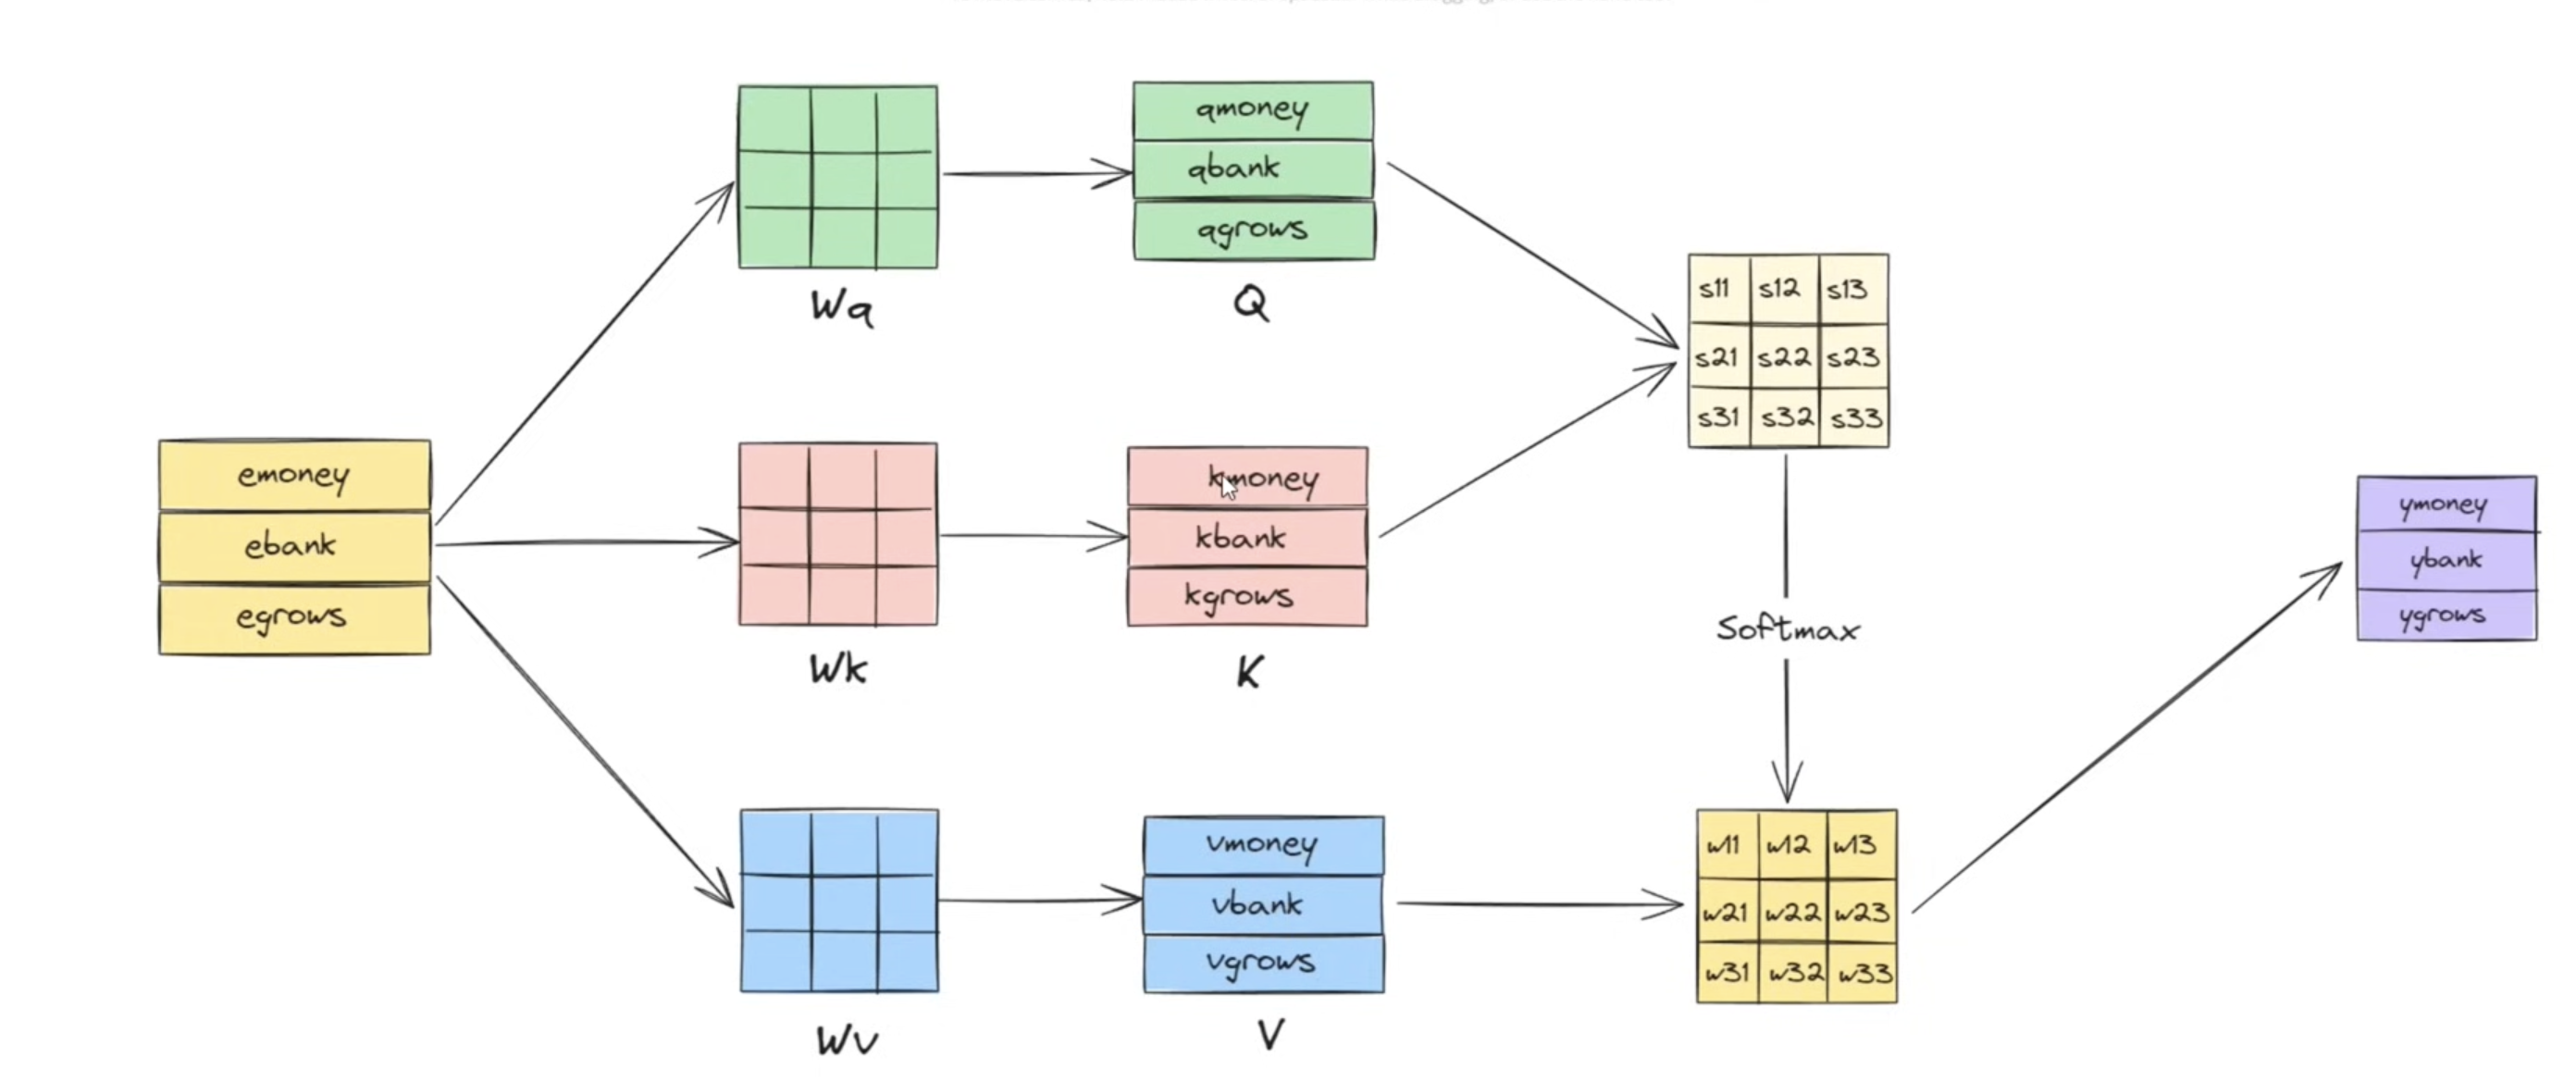 qmoney
qbank
qgrows
Wq
Q
s11 s12 s13
s21 s22 s23
s31 s32 s33
emoney
ebank
egrows
kmoney
kbank
kgrows
Wk
K
Softmax
ymoney
ybank
ygrows
vmoney
vbank
vgrows
Wv
V
w11 w12 w13
w21 w22 w23
w31 w32 w33